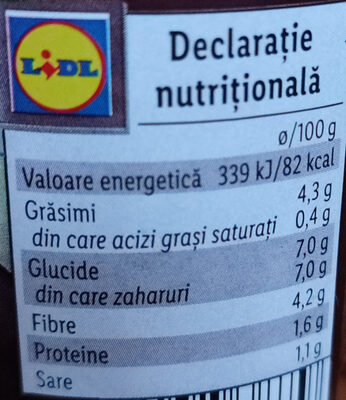 LIDL
Declarație
nutrițională
ø/100 g
Valoare energetică 339 kJ/82 kcal
Grăsimi 4,3 g
din care acizi grași saturați 0,4 g
Glucide 7,0 g
din care zaharuri 7,0 g
Fibre 4,2 g
Proteine 1,6 g
Sare 1,1 g